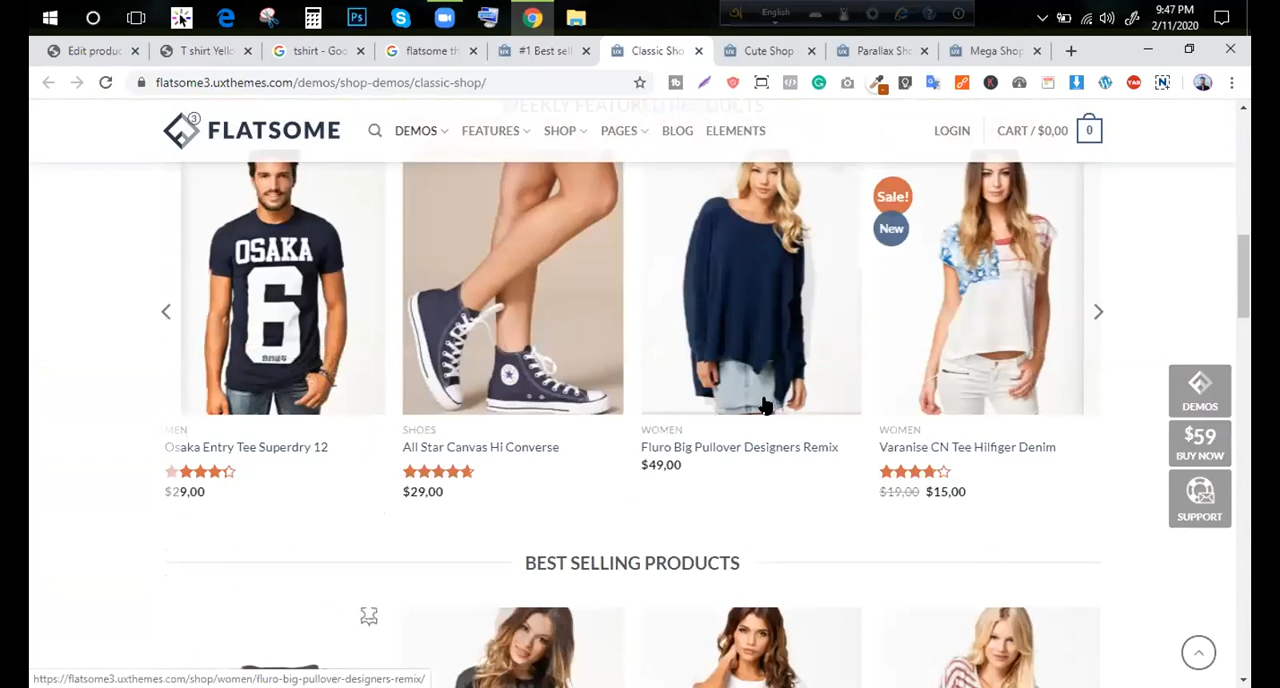 English
9:47 PM
2/11/2020
Edit produc
T shirt Yello
tshirt - Goo
flatsome th
#1 Best sell
Classic Sho
Cute Shop
Parallax Sho
Mega Shop
flatsome3.uxthemes.com/demos/shop-demos/classic-shop/
WEEKLY FEATURED PRODUCTS
3
FLATSOME
DEMOS
FEATURES
SHOP
PAGES
BLOG
ELEMENTS
LOGIN
CART / $0,00
0
OSAKA
6
Sale!
New
MEN
Osaka Entry Tee Superdry 12
$29,00
SHOES
All Star Canvas Hi Converse
$29,00
WOMEN
Fluro Big Pullover Designers Remix
$49,00
WOMEN
Varanise CN Tee Hilfiger Denim
$19,00 $15,00
DEMOS
$59
BUY NOW
SUPPORT
BEST SELLING PRODUCTS
https://flatsome3.uxthemes.com/shop/women/fluro-big-pullover-designers-remix/